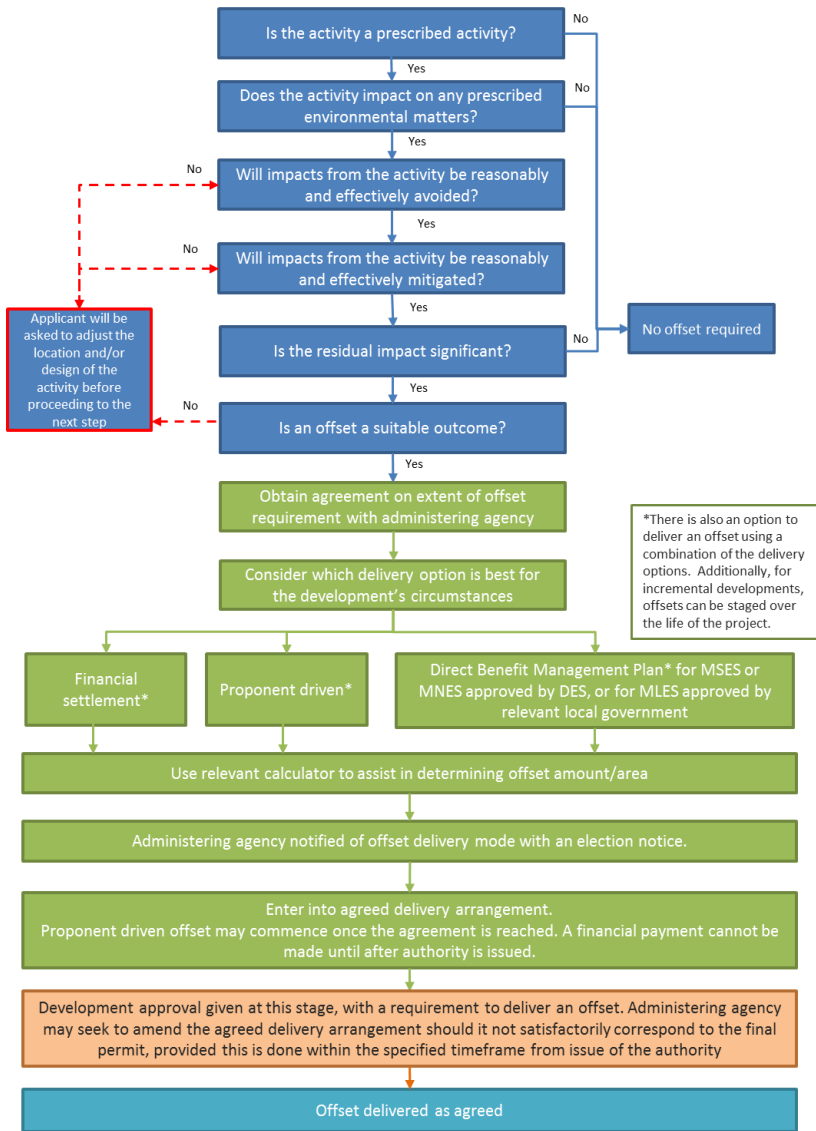 Is the activity a prescribed activity?
No
Yes
Does the activity impact on any prescribed
environmental matters?
No
Yes
No
Will impacts from the activity be reasonably
and effectively avoided?
Yes
No
Will impacts from the activity be reasonably
and effectively mitigated?
Yes
Applicant will be
asked to adjust the
location and/or
design of the
activity before
proceeding to the
next step
Is the residual impact significant?
No
No offset required
Yes
No
Is an offset a suitable outcome?
Yes
Obtain agreement on extent of offset
requirement with administering agency
*There is also an option to
deliver an offset using a
combination of the delivery
options. Additionally, for
incremental developments,
offsets can be staged over
the life of the project.
Consider which delivery option is best for
the development's circumstances
Financial
settlement*
Proponent driven*
Direct Benefit Management Plan* for MSES or
MNES approved by DES, or for MLES approved by
relevant local government
Use relevant calculator to assist in determining offset amount/area
Administering agency notified of offset delivery mode with an election notice.
Enter into agreed delivery arrangement.
Proponent driven offset may commence once the agreement is reached. A financial payment cannot be
made until after authority is issued.
Development approval given at this stage, with a requirement to deliver an offset. Administering agency
may seek to amend the agreed delivery arrangement should it not satisfactorily correspond to the final
permit, provided this is done within the specified timeframe from issue of the authority
Offset delivered as agreed